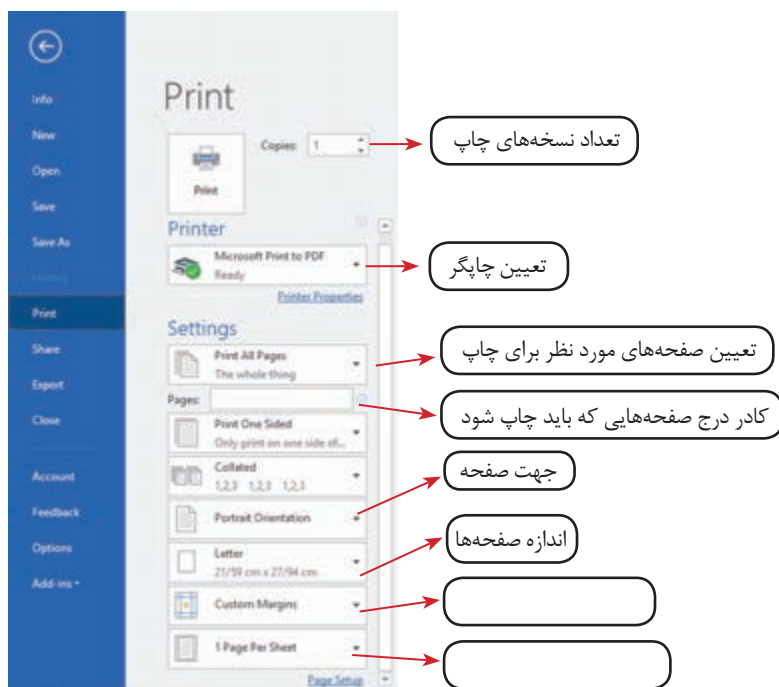 Info
New
Open
Save
Save As
Print
Share
Export
Close
Account
Feedback
Options
Add-ins
Print
Copies: 1
Print
تعداد نسخه‌های چاپ
Printer
Microsoft Print to PDF
Ready
تعیین چاپگر
Printer Properties
Settings
Print All Pages
The whole thing
تعیین صفحه‌های مورد نظر برای چاپ
Pages:
کادر درج صفحه‌هایی که باید چاپ شود
Print One Sided
Only print on one side of...
Collated
1,2,3 1,2,3 1,2,3
جهت صفحه
Portrait Orientation
اندازه صفحه‌ها
Letter
21/59 cm x 27/94 cm
Custom Margins
1 Page Per Sheet
Page Setup